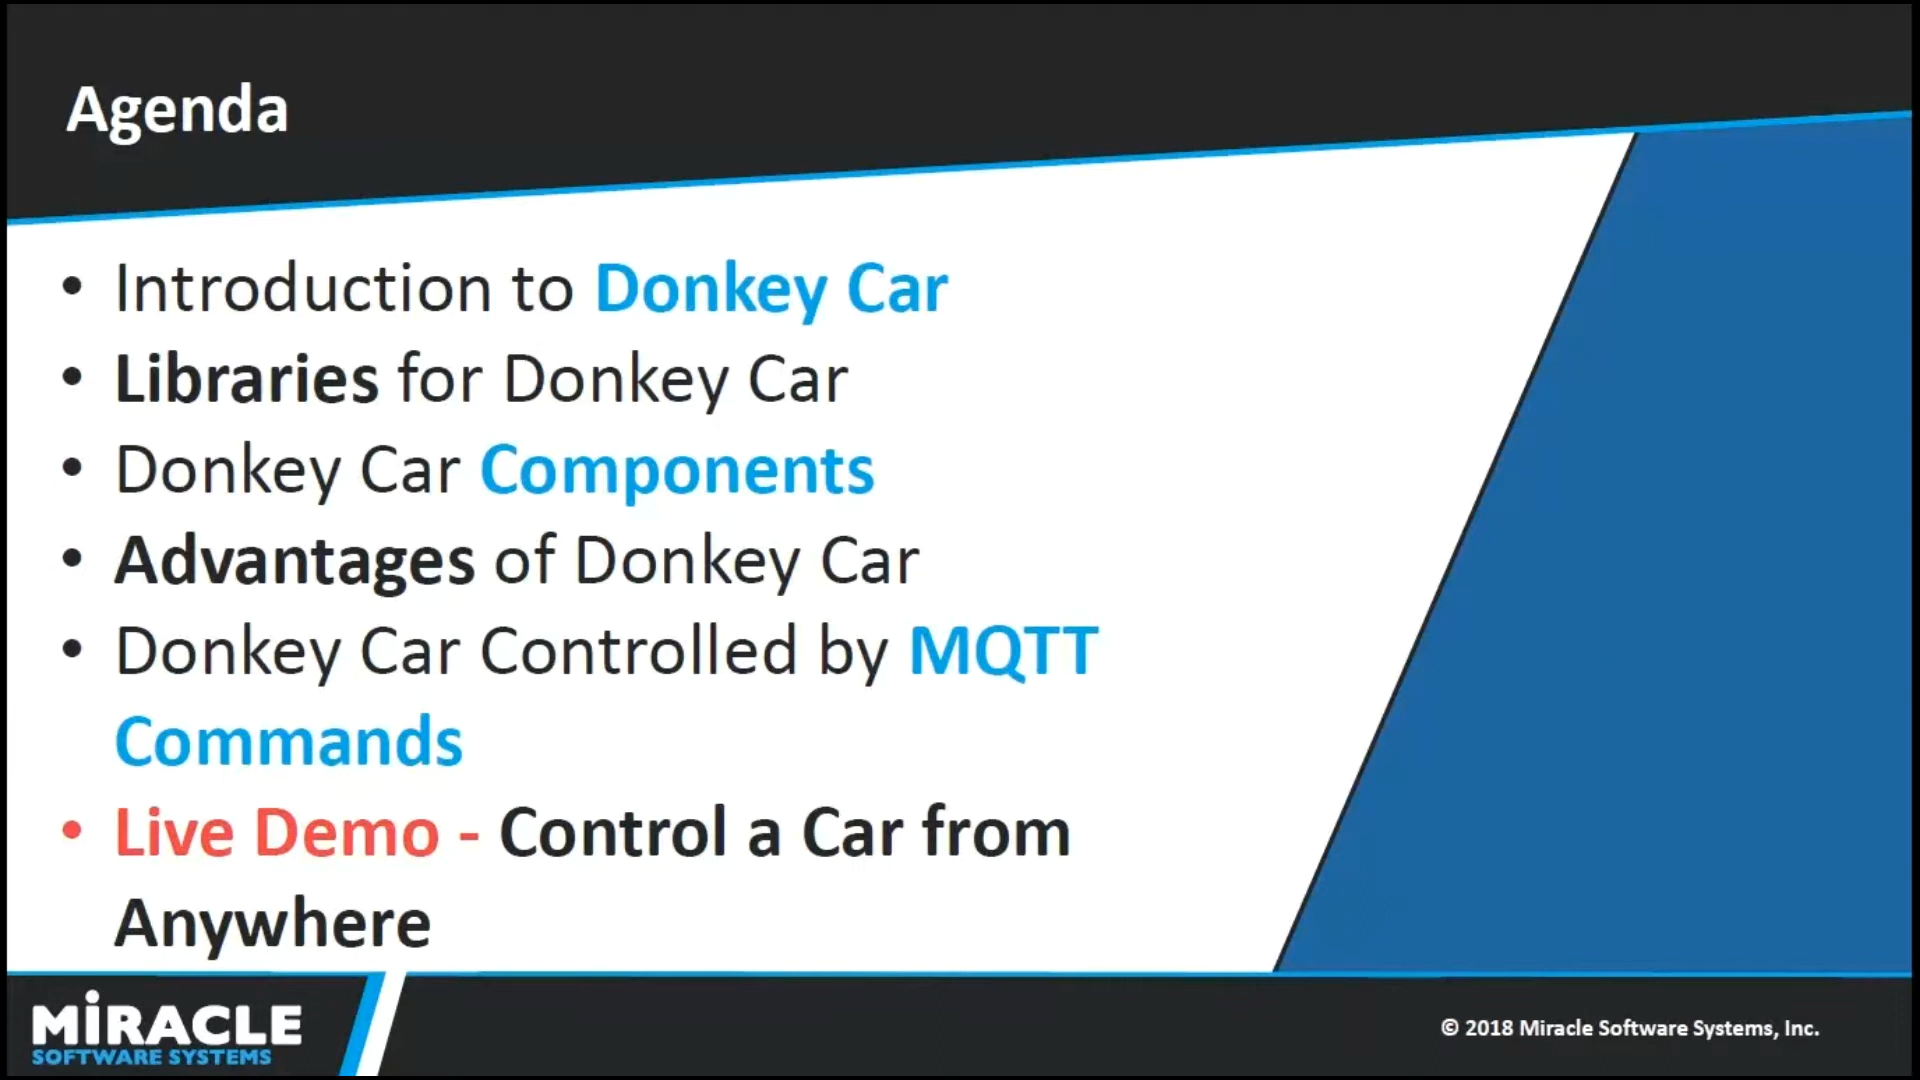 Agenda
• Introduction to Donkey Car
• Libraries for Donkey Car
• Donkey Car Components
• Advantages of Donkey Car
• Donkey Car Controlled by MQTT
Commands
• Live Demo - Control a Car from
Anywhere
MiRACLE
SOFTWARE SYSTEMS
© 2018 Miracle Software Systems, Inc.